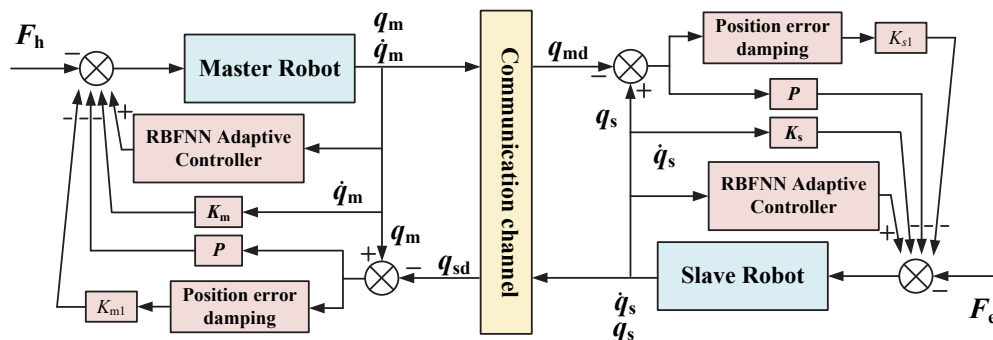 F_h
−
Master Robot
q_m
q̇_m
+
− − −
RBFNN Adaptive
Controller
q̇_m
K_m
q_m
P
+
−
q_sd
K_m1
Position error
damping
Communication channel
q_md
−
+
Position error
damping
K_s1
P
q_s
K_s
q̇_s
RBFNN Adaptive
Controller
+
− − −
Slave Robot
−
q̇_s
q_s
F_e